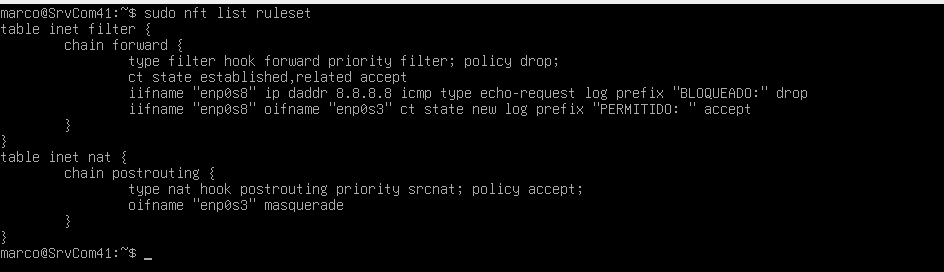 marco@SrvCom41:~$ sudo nft list ruleset
table inet filter {
chain forward {
type filter hook forward priority filter; policy drop;
ct state established,related accept
iifname "enp0s8" ip daddr 8.8.8.8 icmp type echo-request log prefix "BLOQUEADO:" drop
iifname "enp0s8" oifname "enp0s3" ct state new log prefix "PERMITIDO: " accept
}
}
table inet nat {
chain postrouting {
type nat hook postrouting priority srcnat; policy accept;
oifname "enp0s3" masquerade
}
}
marco@SrvCom41:~$ _